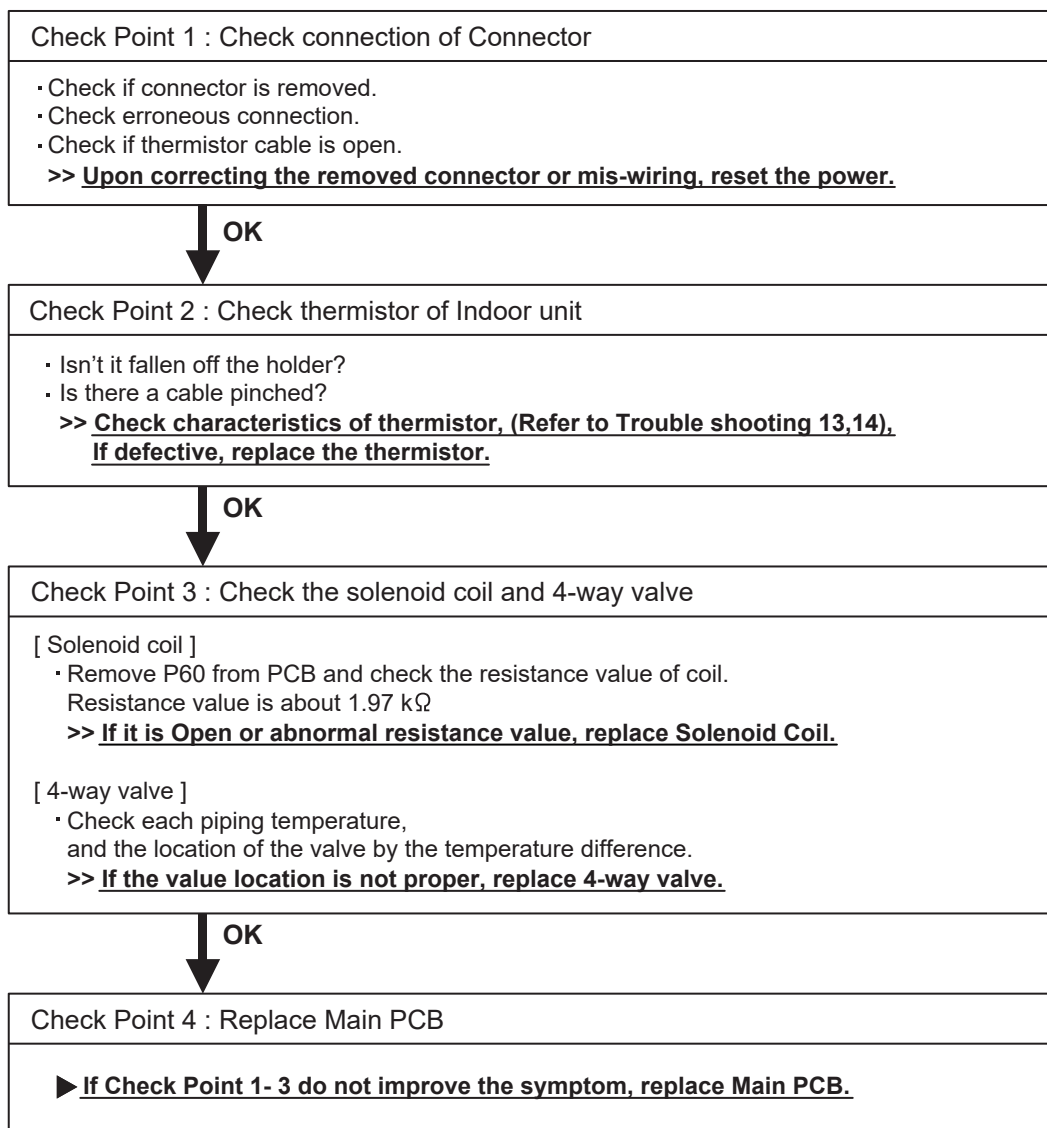 Check Point 1 : Check connection of Connector
・Check if connector is removed.
・Check erroneous connection.
・Check if thermistor cable is open.
>> Upon correcting the removed connector or mis-wiring, reset the power.
OK
Check Point 2 : Check thermistor of Indoor unit
・Isn't it fallen off the holder?
・Is there a cable pinched?
>> Check characteristics of thermistor, (Refer to Trouble shooting 13,14),
If defective, replace the thermistor.
OK
Check Point 3 : Check the solenoid coil and 4-way valve
[ Solenoid coil ]
・Remove P60 from PCB and check the resistance value of coil.
Resistance value is about 1.97 kΩ
>> If it is Open or abnormal resistance value, replace Solenoid Coil.
[ 4-way valve ]
・Check each piping temperature,
and the location of the valve by the temperature difference.
>> If the value location is not proper, replace 4-way valve.
OK
Check Point 4 : Replace Main PCB
▶ If Check Point 1- 3 do not improve the symptom, replace Main PCB.